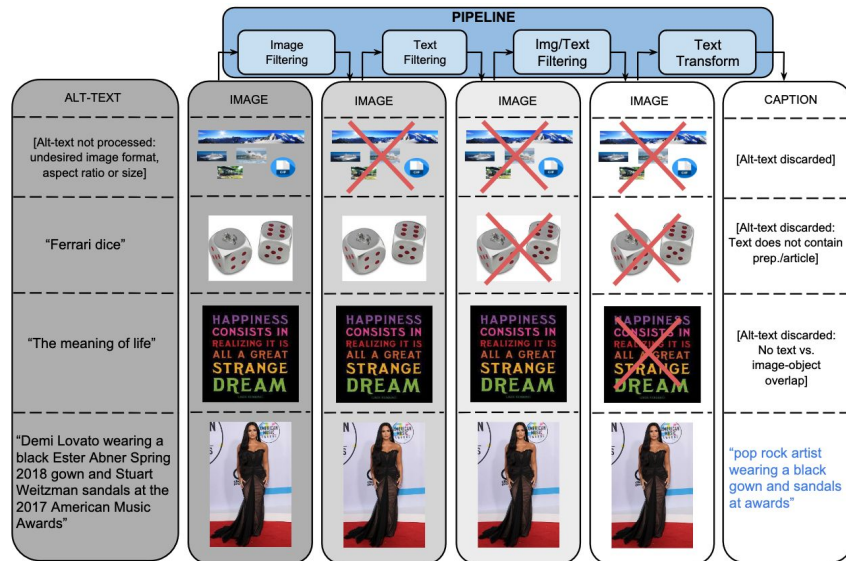 PIPELINE
Image
Filtering
Text
Filtering
Img/Text
Filtering
Text
Transform
ALT-TEXT
IMAGE
IMAGE
IMAGE
IMAGE
CAPTION
[Alt-text not processed:
undesired image format,
aspect ratio or size]
[Alt-text discarded]
“Ferrari dice”
[Alt-text discarded:
Text does not contain
prep./article]
“The meaning of life”
HAPPINESS
CONSISTS IN
REALIZING IT IS
ALL A GREAT
STRANGE
DREAM
HAPPINESS
CONSISTS IN
REALIZING IT IS
ALL A GREAT
STRANGE
DREAM
HAPPINESS
CONSISTS IN
REALIZING IT IS
ALL A GREAT
STRANGE
DREAM
HAPPINESS
CONSISTS IN
REALIZING IT IS
ALL A GREAT
STRANGE
DREAM
[Alt-text discarded:
No text vs.
image-object
overlap]
“Demi Lovato wearing a
black Ester Abner Spring
2018 gown and Stuart
Weitzman sandals at the
2017 American Music
Awards”
“pop rock artist
wearing a black
gown and sandals
at awards”